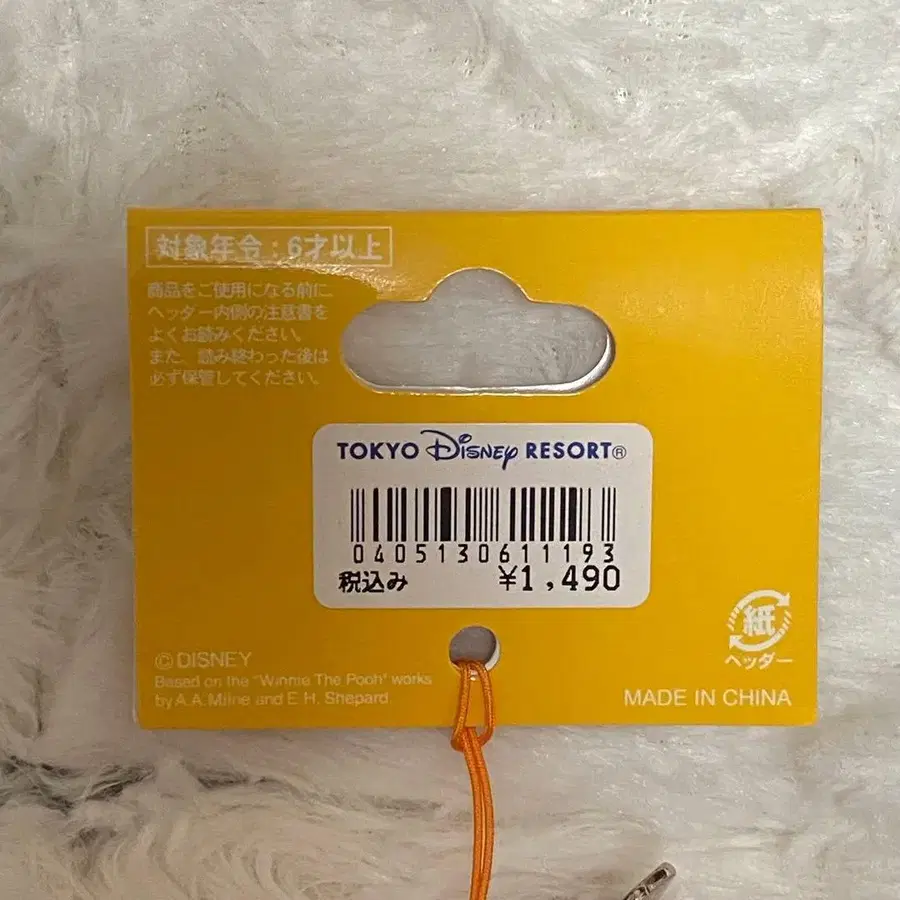 対象年令：6才以上
商品をご使用になる前に
ヘッダー内側の注意書を
よくお読みください。
また、読み終わった後は
必ず保管してください。
TOKYO Disney RESORT®
0405130611193
税込み ¥1,490
紙
ヘッダー
© DISNEY
Based on the "Winnie The Pooh" works
by A.A. Milne and E.H. Shepard.
MADE IN CHINA